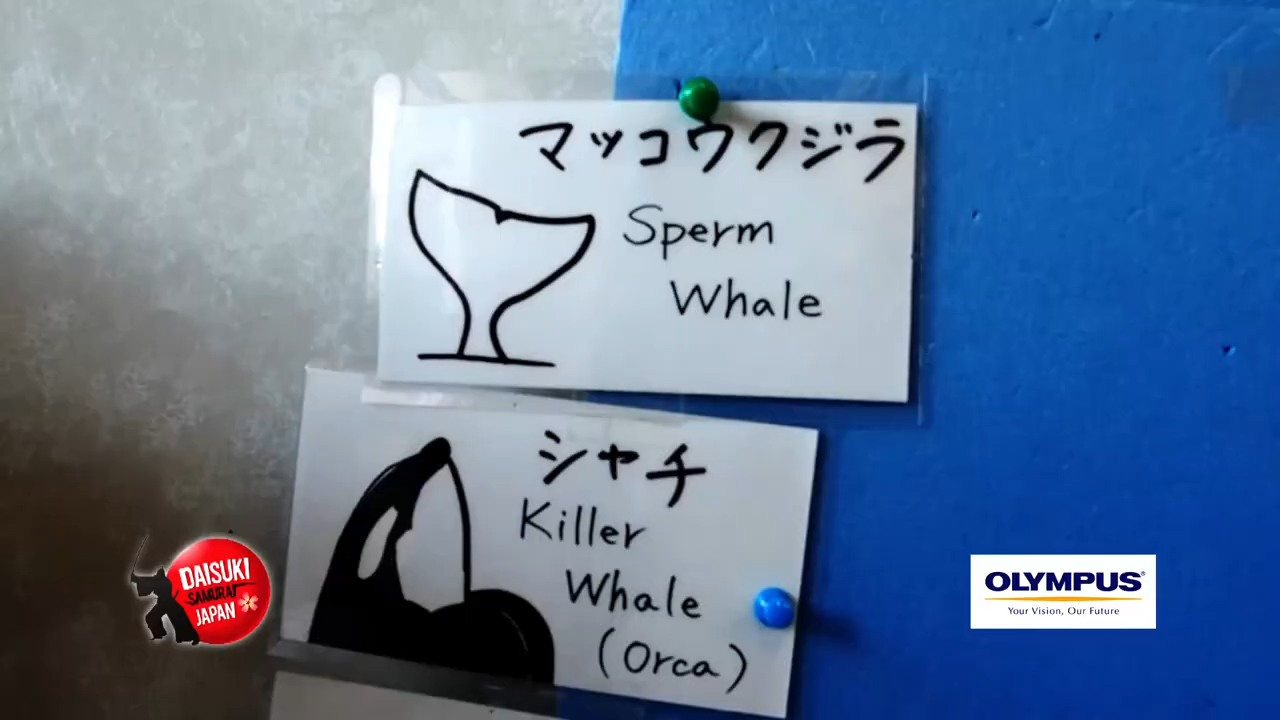 マッコウクジラ
Sperm
Whale
シャチ
Killer
Whale
(Orca)
DAISUKI
SAMURAI
JAPAN
OLYMPUS®
Your Vision, Our Future